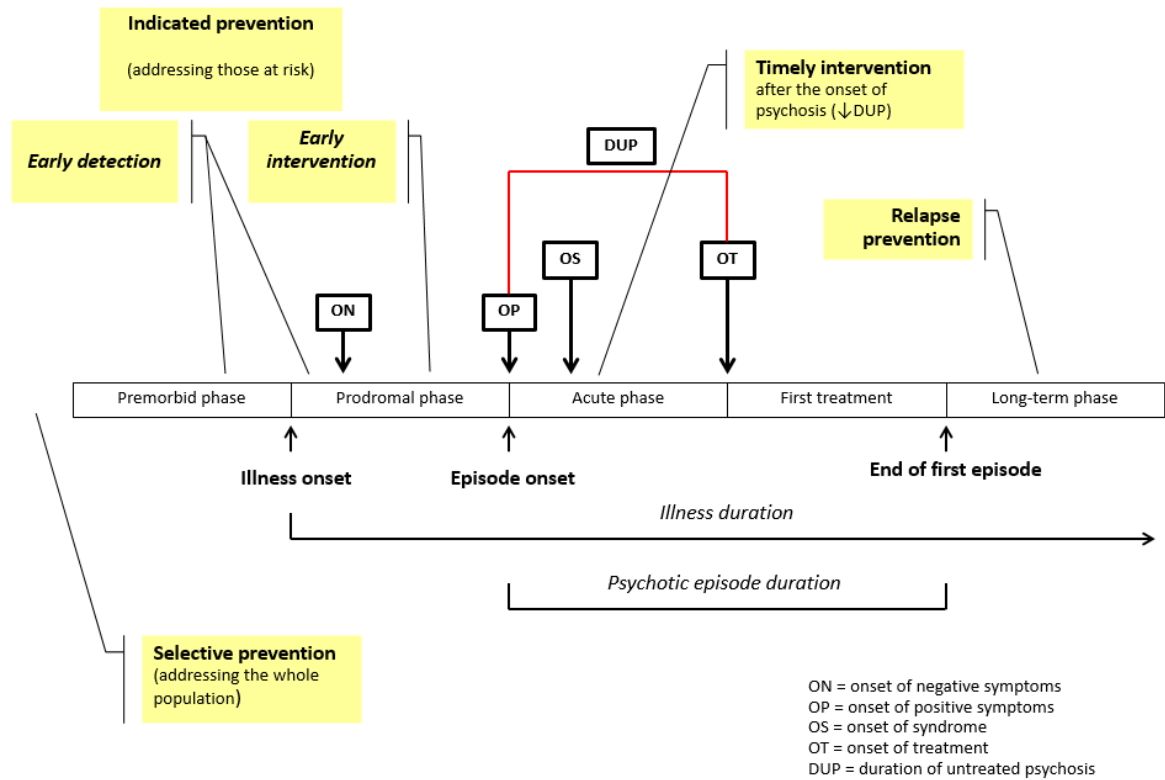 Indicated prevention
(addressing those at risk)
Early detection
Early
intervention
Timely intervention
after the onset of
psychosis (↓DUP)
DUP
Relapse
prevention
OS
OT
ON
OP
Premorbid phase
Prodromal phase
Acute phase
First treatment
Long-term phase
Illness onset
Episode onset
End of first episode
Illness duration
Psychotic episode duration
Selective prevention
(addressing the whole
population)
ON = onset of negative symptoms
OP = onset of positive symptoms
OS = onset of syndrome
OT = onset of treatment
DUP = duration of untreated psychosis